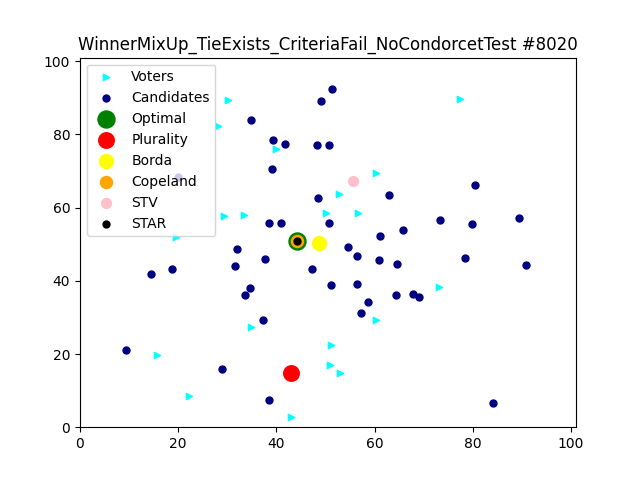 WinnerMixUp_TieExists_CriteriaFail_NoCondorcetTest #8020
100
80
60
40
20
0
Voters
Candidates
Optimal
Plurality
Borda
Copeland
STV
STAR
0 20 40 60 80 100